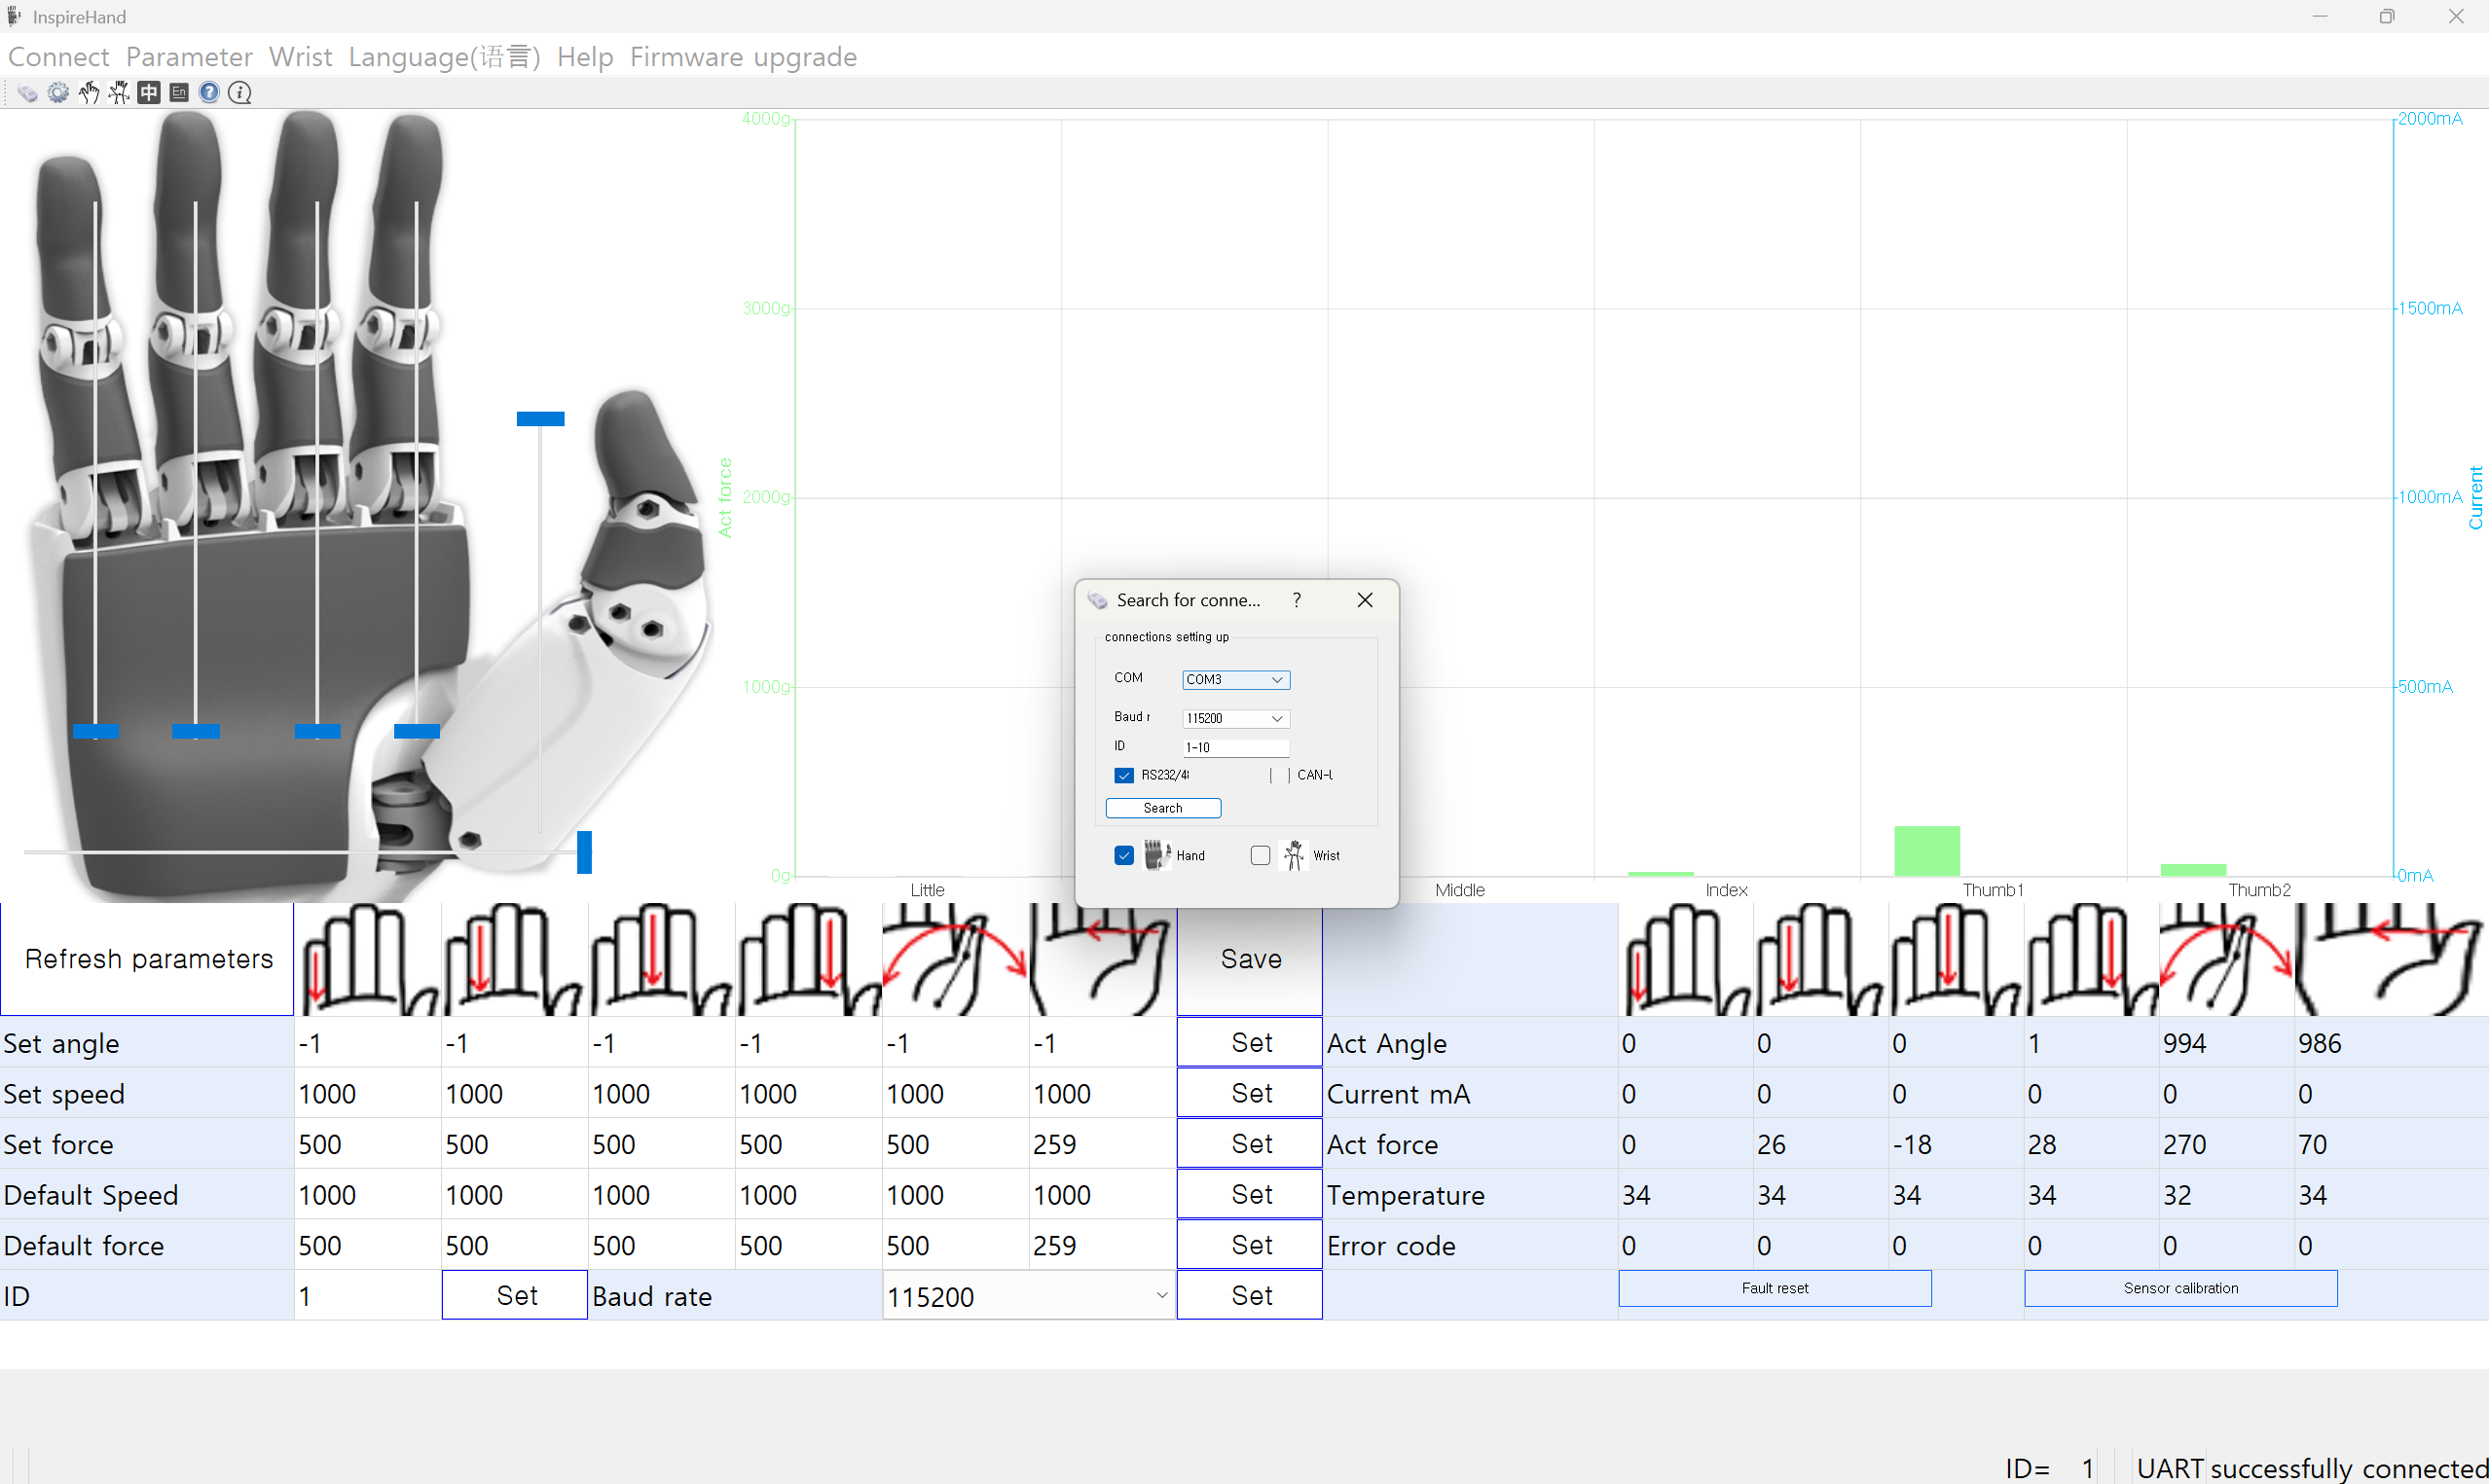 InspireHand
Connect Parameter Wrist Language(语言) Help Firmware upgrade
中 En ? i
4000g
3000g
2000g
1000g
0g
Act force
2000mA
1500mA
1000mA
500mA
0mA
Current
Little Middle Index Thumb1 Thumb2
Search for conne... ?
connections setting up
COM COM3
Baud r 115200
ID 1-10
RS232/4 CAN-
Search
Hand Wrist
Refresh parameters Save
Set angle -1 -1 -1 -1 -1 -1 Set Act Angle 0 0 0 1 994 986
Set speed 1000 1000 1000 1000 1000 1000 Set Current mA 0 0 0 0 0 0
Set force 500 500 500 500 500 259 Set Act force 0 26 -18 28 270 70
Default Speed 1000 1000 1000 1000 1000 1000 Set Temperature 34 34 34 34 32 34
Default force 500 500 500 500 500 259 Set Error code 0 0 0 0 0 0
ID 1 Set Baud rate 115200 Set Fault reset Sensor calibration
ID= 1 UART successfully connected